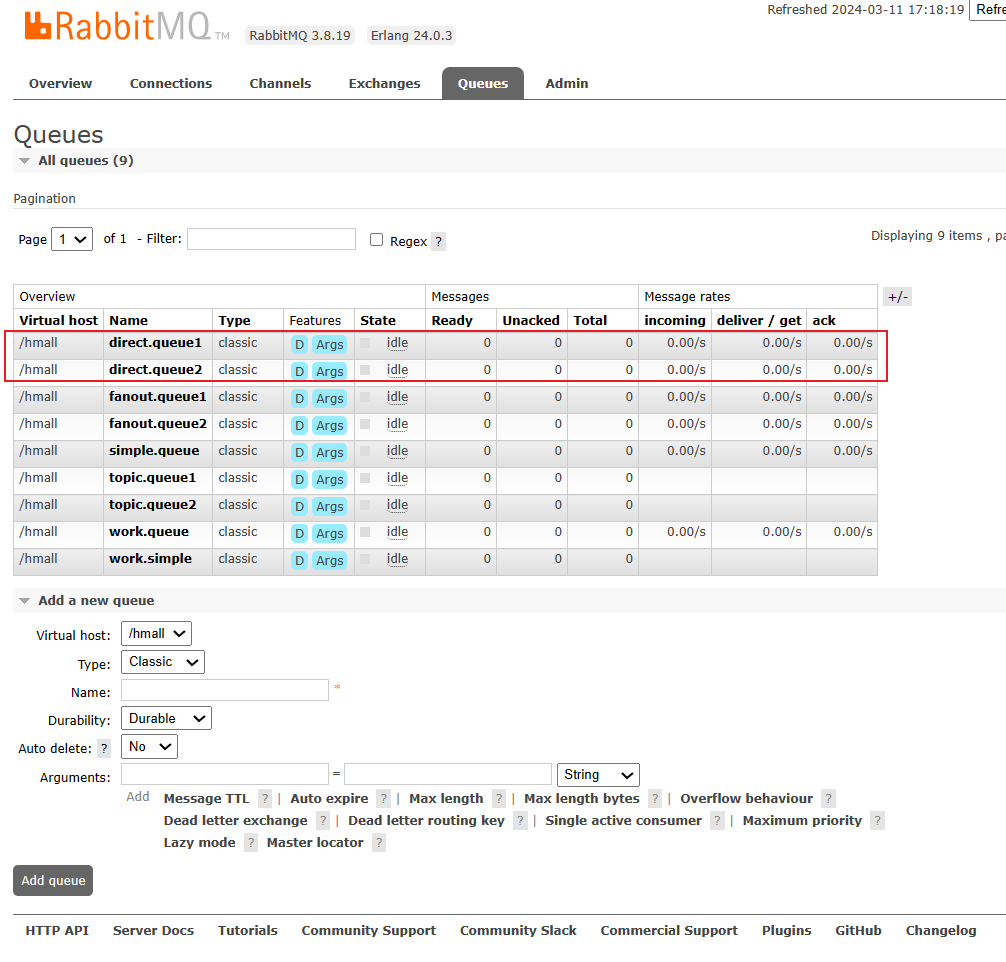 Refreshed 2024-03-11 17:18:19 Refre
RabbitMQ TM RabbitMQ 3.8.19 Erlang 24.0.3
Overview Connections Channels Exchanges Queues Admin
Queues
All queues (9)
Pagination
Page 1 of 1 - Filter: Regex ? Displaying 9 items , pa
Overview Messages Message rates +/-
Virtual host Name Type Features State Ready Unacked Total incoming deliver / get ack
/hmall direct.queue1 classic D Args idle 0 0 0 0.00/s 0.00/s 0.00/s
/hmall direct.queue2 classic D Args idle 0 0 0 0.00/s 0.00/s 0.00/s
/hmall fanout.queue1 classic D Args idle 0 0 0 0.00/s 0.00/s 0.00/s
/hmall fanout.queue2 classic D Args idle 0 0 0 0.00/s 0.00/s 0.00/s
/hmall simple.queue classic D Args idle 0 0 0 0.00/s 0.00/s 0.00/s
/hmall topic.queue1 classic D Args idle 0 0 0
/hmall topic.queue2 classic D Args idle 0 0 0
/hmall work.queue classic D Args idle 0 0 0 0.00/s 0.00/s 0.00/s
/hmall work.simple classic D Args idle 0 0 0
Add a new queue
Virtual host: /hmall
Type: Classic
Name: *
Durability: Durable
Auto delete: ? No
Arguments: = String
Add Message TTL ? | Auto expire ? | Max length ? | Max length bytes ? | Overflow behaviour ?
Dead letter exchange ? | Dead letter routing key ? | Single active consumer ? | Maximum priority ?
Lazy mode ? Master locator ?
Add queue
HTTP API Server Docs Tutorials Community Support Community Slack Commercial Support Plugins GitHub Changelog